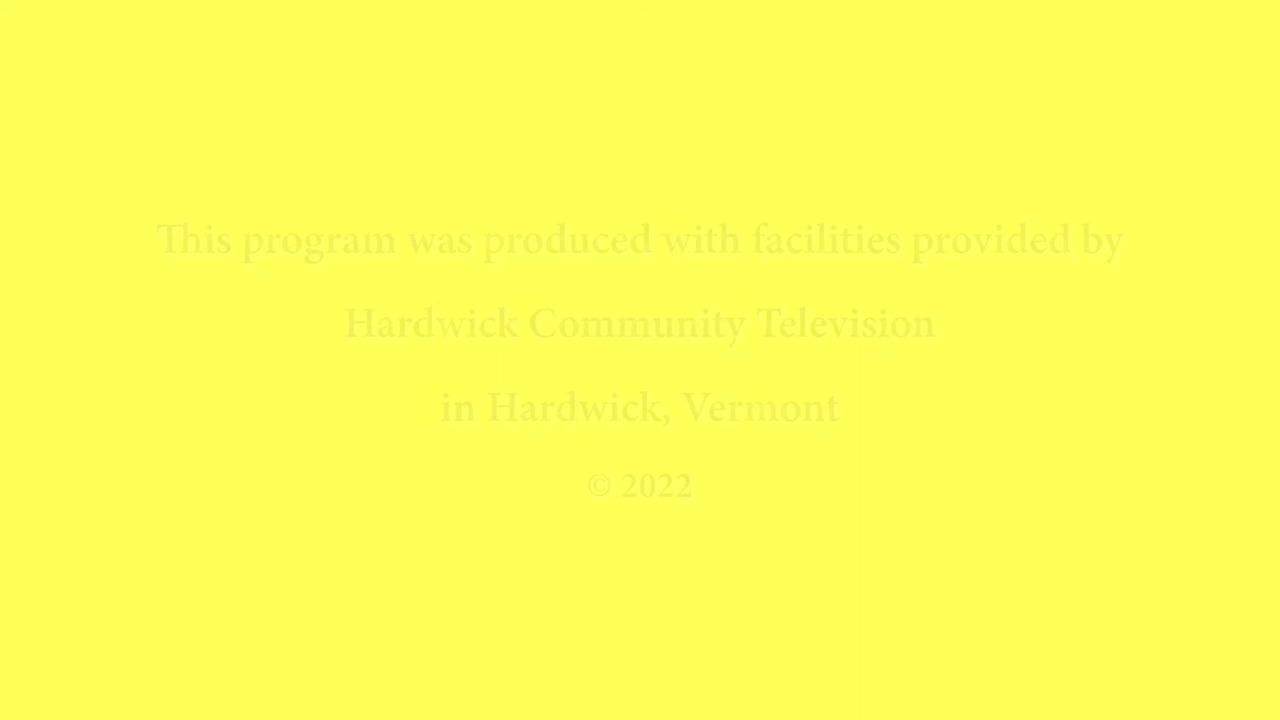 This program was produced with facilities provided by
Hardwick Community Television
in Hardwick, Vermont
© 2022